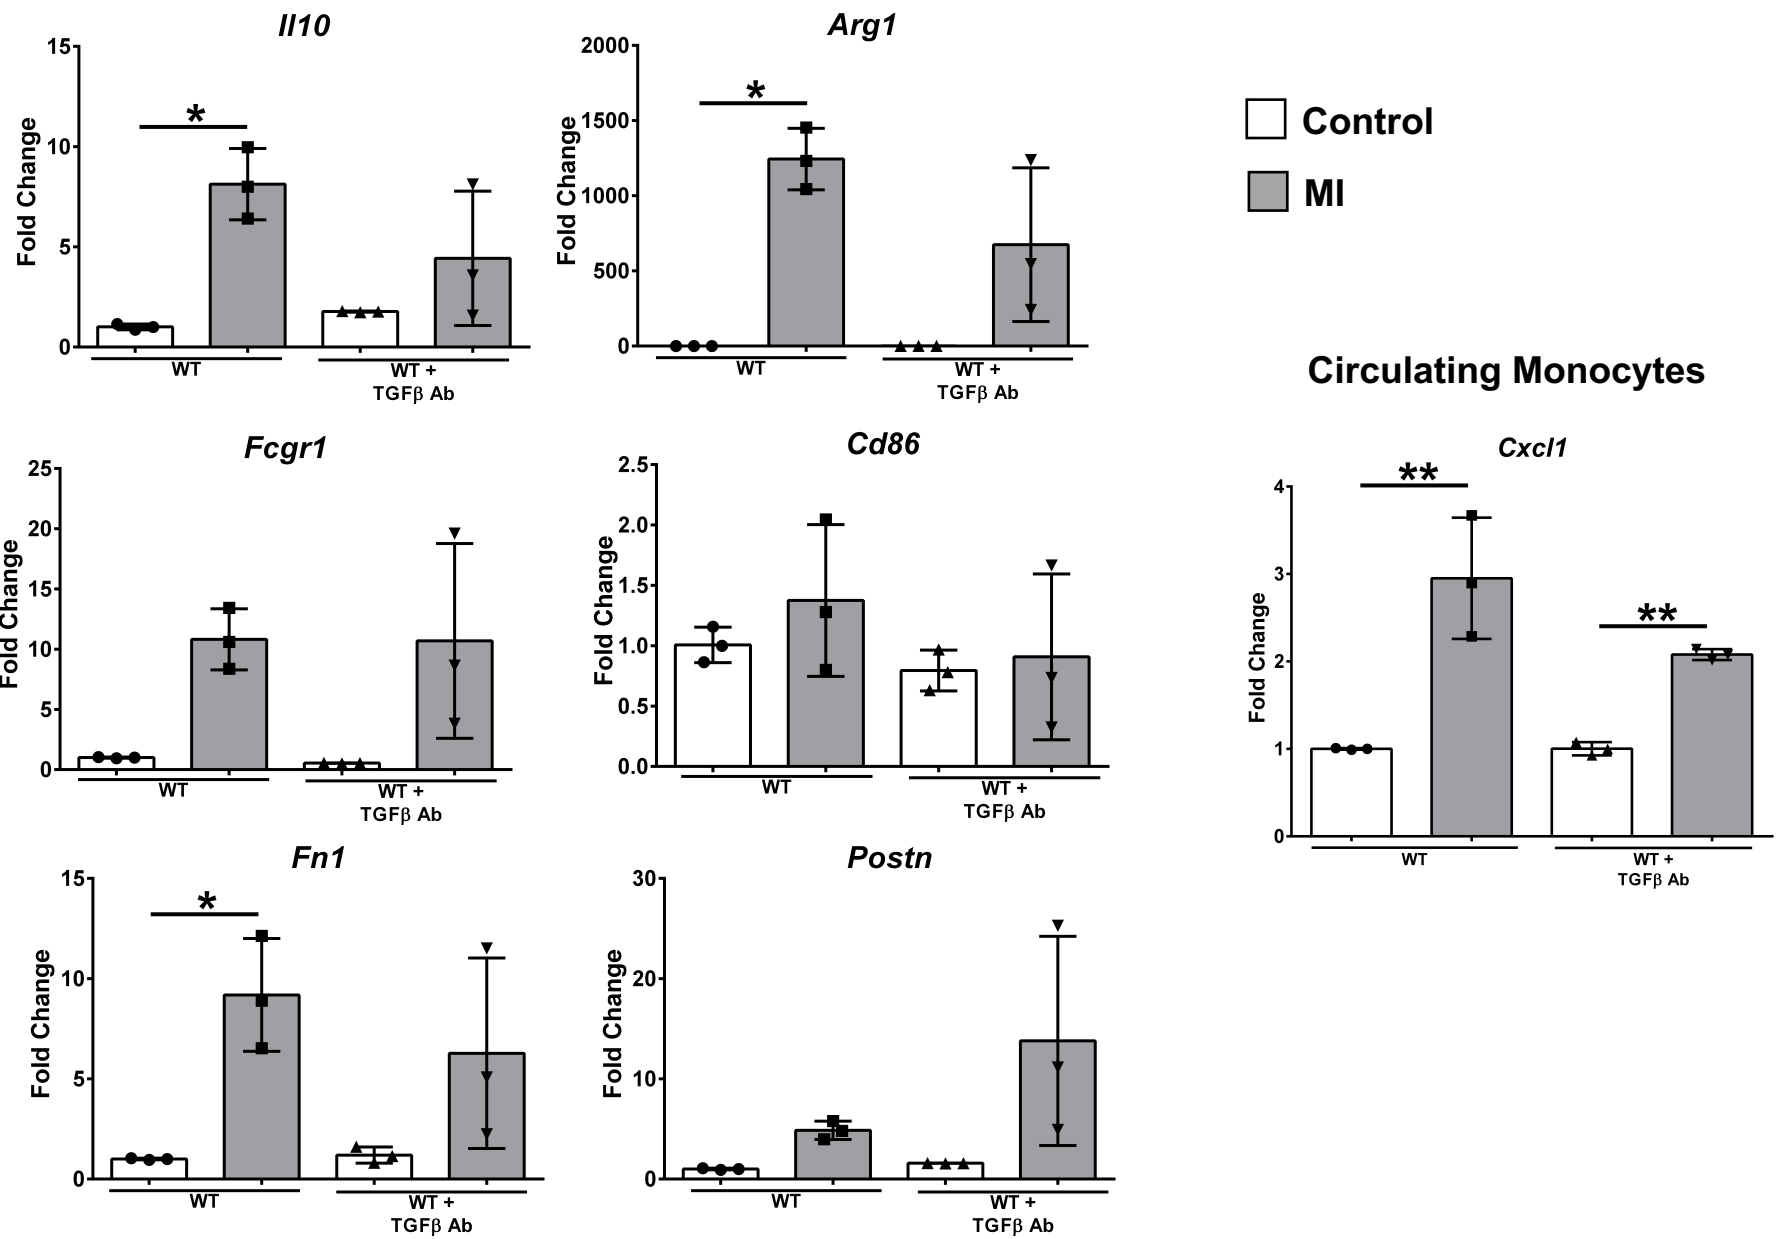 Il10
Fold Change
15
10
5
0
*
WT
WT +
TGFβ Ab
Arg1
Fold Change
2000
1500
1000
500
0
*
WT
WT +
TGFβ Ab
Control
MI
Fcgr1
Fold Change
25
20
15
10
5
0
WT
WT +
TGFβ Ab
Cd86
Fold Change
2.5
2.0
1.5
1.0
0.5
0.0
WT
WT +
TGFβ Ab
Circulating Monocytes
Cxcl1
Fold Change
4
3
2
1
0
**
**
WT
WT +
TGFβ Ab
Fn1
Fold Change
15
10
5
0
*
WT
WT +
TGFβ Ab
Postn
Fold Change
30
20
10
0
WT
WT +
TGFβ Ab